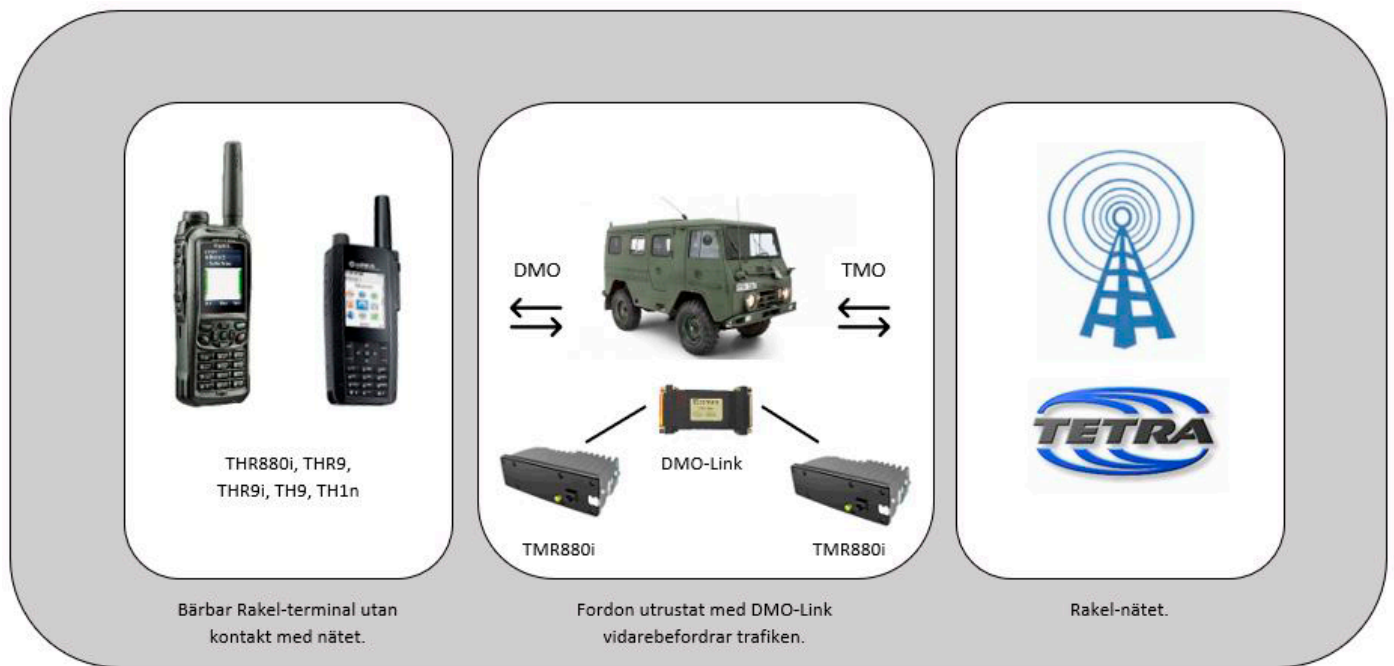 DMO
TMO
THR880i, THR9,
THR9i, TH9, TH1n
DMO-Link
TMR880i
TMR880i
TETRA
Bärbar Rakel-terminal utan
kontakt med nätet.
Fordon utrustat med DMO-Link
vidarebefordrar trafiken.
Rakel-nätet.